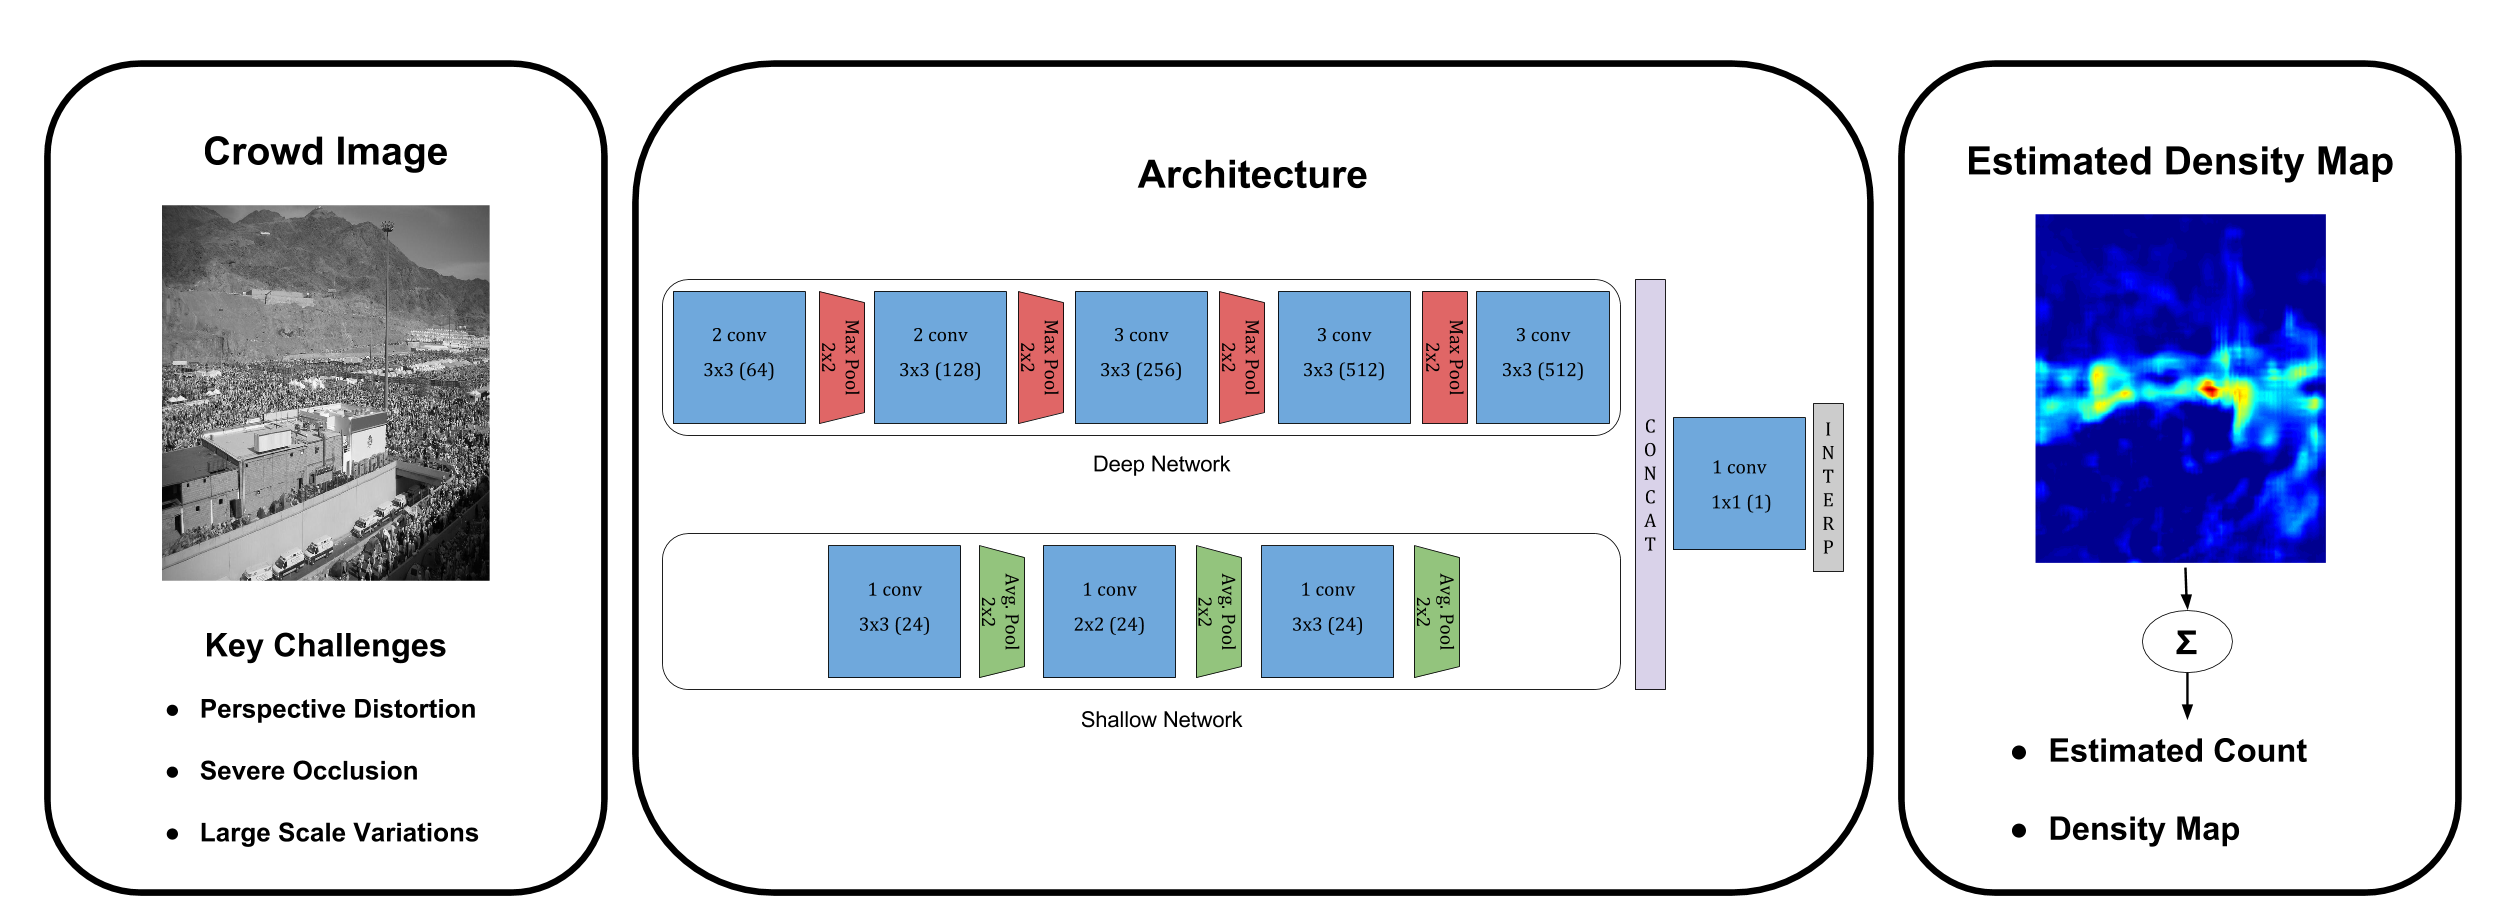 Crowd Image
Key Challenges
● Perspective Distortion
● Severe Occlusion
● Large Scale Variations
Architecture
2 conv
3x3 (64)
Max Pool
2x2
2 conv
3x3 (128)
Max Pool
2x2
3 conv
3x3 (256)
Max Pool
2x2
3 conv
3x3 (512)
Max Pool
2x2
3 conv
3x3 (512)
Deep Network
1 conv
3x3 (24)
Avg. Pool
2x2
1 conv
2x2 (24)
Avg. Pool
2x2
1 conv
3x3 (24)
Avg. Pool
2x2
Shallow Network
CONCAT
1 conv
1x1 (1)
INTERP
Estimated Density Map
Σ
● Estimated Count
● Density Map